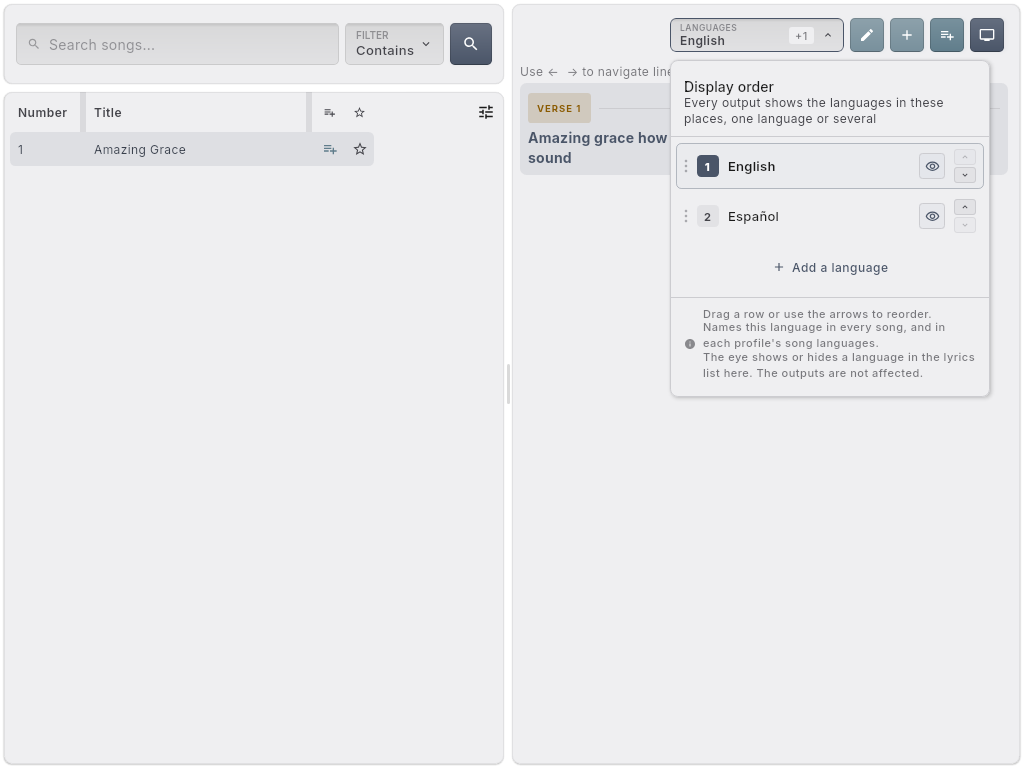 Search songs...
FILTER
Contains
Number
Title
1
Amazing Grace
LANGUAGES
English
+1
Use ← → to navigate line
VERSE 1
Amazing grace how
sound
Display order
Every output shows the languages in these
places, one language or several
1
English
2
Español
+ Add a language
Drag a row or use the arrows to reorder.
Names this language in every song, and in
each profile's song languages.
The eye shows or hides a language in the lyrics
list here. The outputs are not affected.